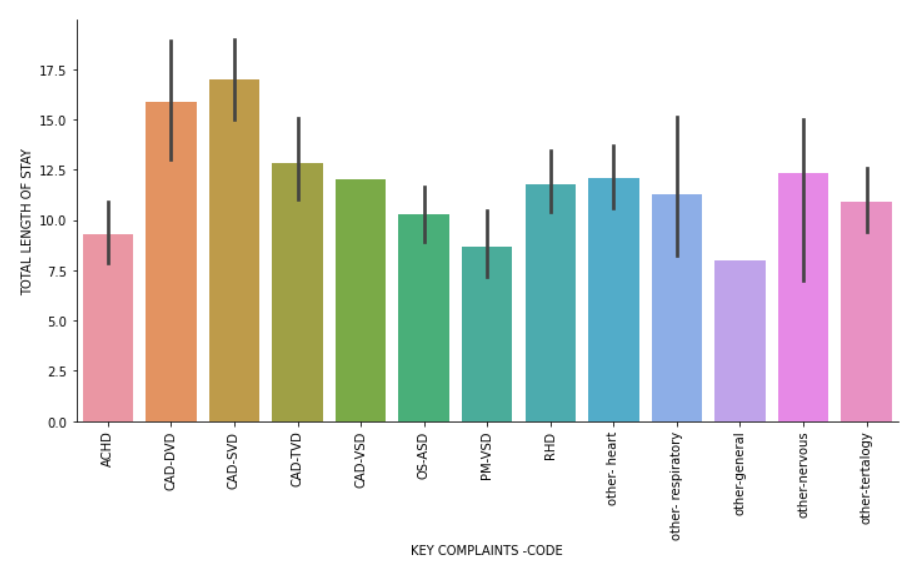 TOTAL LENGTH OF STAY
17.5
15.0
12.5
10.0
7.5
5.0
2.5
0.0
ACHD
CAD-DVD
CAD-SVD
CAD-TVD
CAD-VSD
OS-ASD
PM-VSD
RHD
other- heart
other- respiratory
other-general
other-nervous
other-tertalogy
KEY COMPLAINTS -CODE